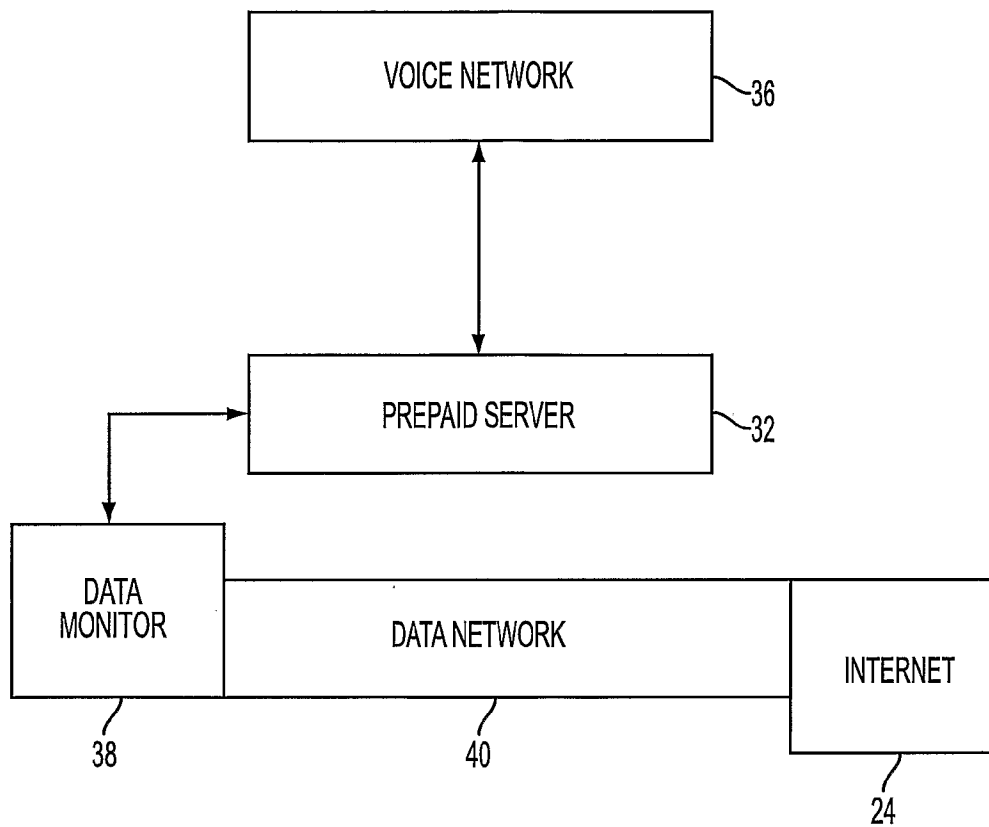 VOICE NETWORK
36
PREPAID SERVER
32
DATA
MONITOR
DATA NETWORK
INTERNET
38
40
24